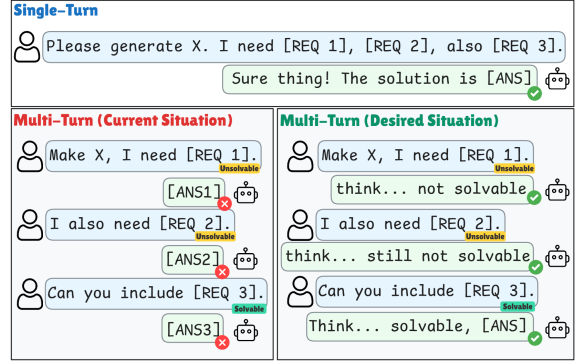 Single-Turn
Please generate X. I need [REQ 1], [REQ 2], also [REQ 3].
Sure thing! The solution is [ANS]
Multi-Turn (Current Situation)
Make X, I need [REQ 1].
Unsolvable
[ANS1]
I also need [REQ 2].
Unsolvable
[ANS2]
Can you include [REQ 3].
Solvable
[ANS3]
Multi-Turn (Desired Situation)
Make X, I need [REQ 1].
Unsolvable
think... not solvable
I also need [REQ 2].
Unsolvable
think... still not solvable
Can you include [REQ 3].
Solvable
Think... solvable, [ANS]